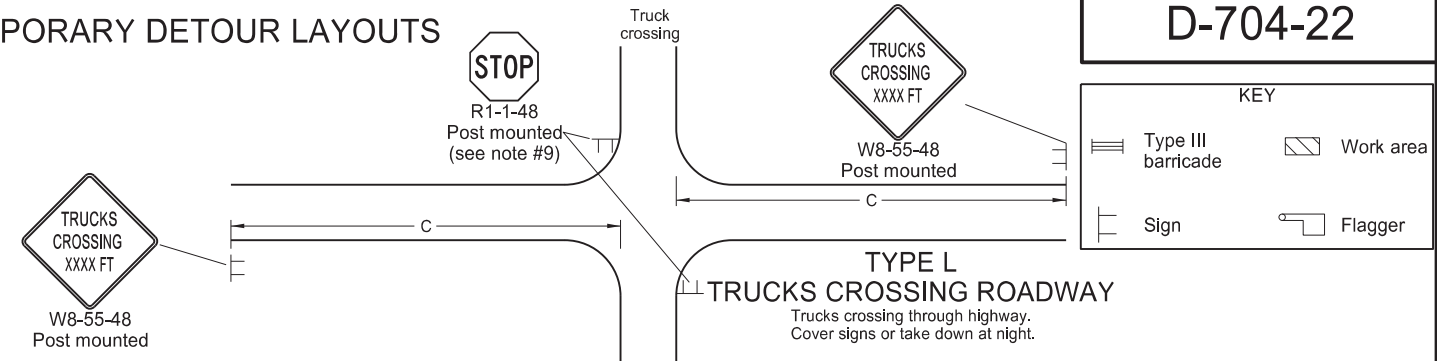 PORARY DETOUR LAYOUTS
D-704-22
Truck
crossing
STOP
R1-1-48
Post mounted
(see note #9)
TRUCKS
CROSSING
XXXX FT
W8-55-48
Post mounted
KEY
Type III
barricade
Work area
Sign
Flagger
C
C
TRUCKS
CROSSING
XXXX FT
W8-55-48
Post mounted
TYPE L
TRUCKS CROSSING ROADWAY
Trucks crossing through highway.
Cover signs or take down at night.